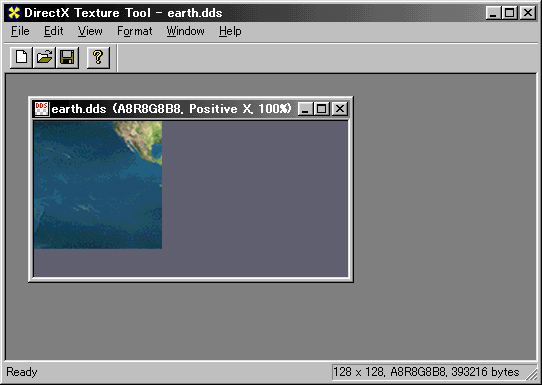 DirectX Texture Tool - earth.dds
File Edit View Format Window Help
DDS earth.dds (A8R8G8B8, Positive X, 100%)
Ready 128 x 128, A8R8G8B8, 393216 bytes